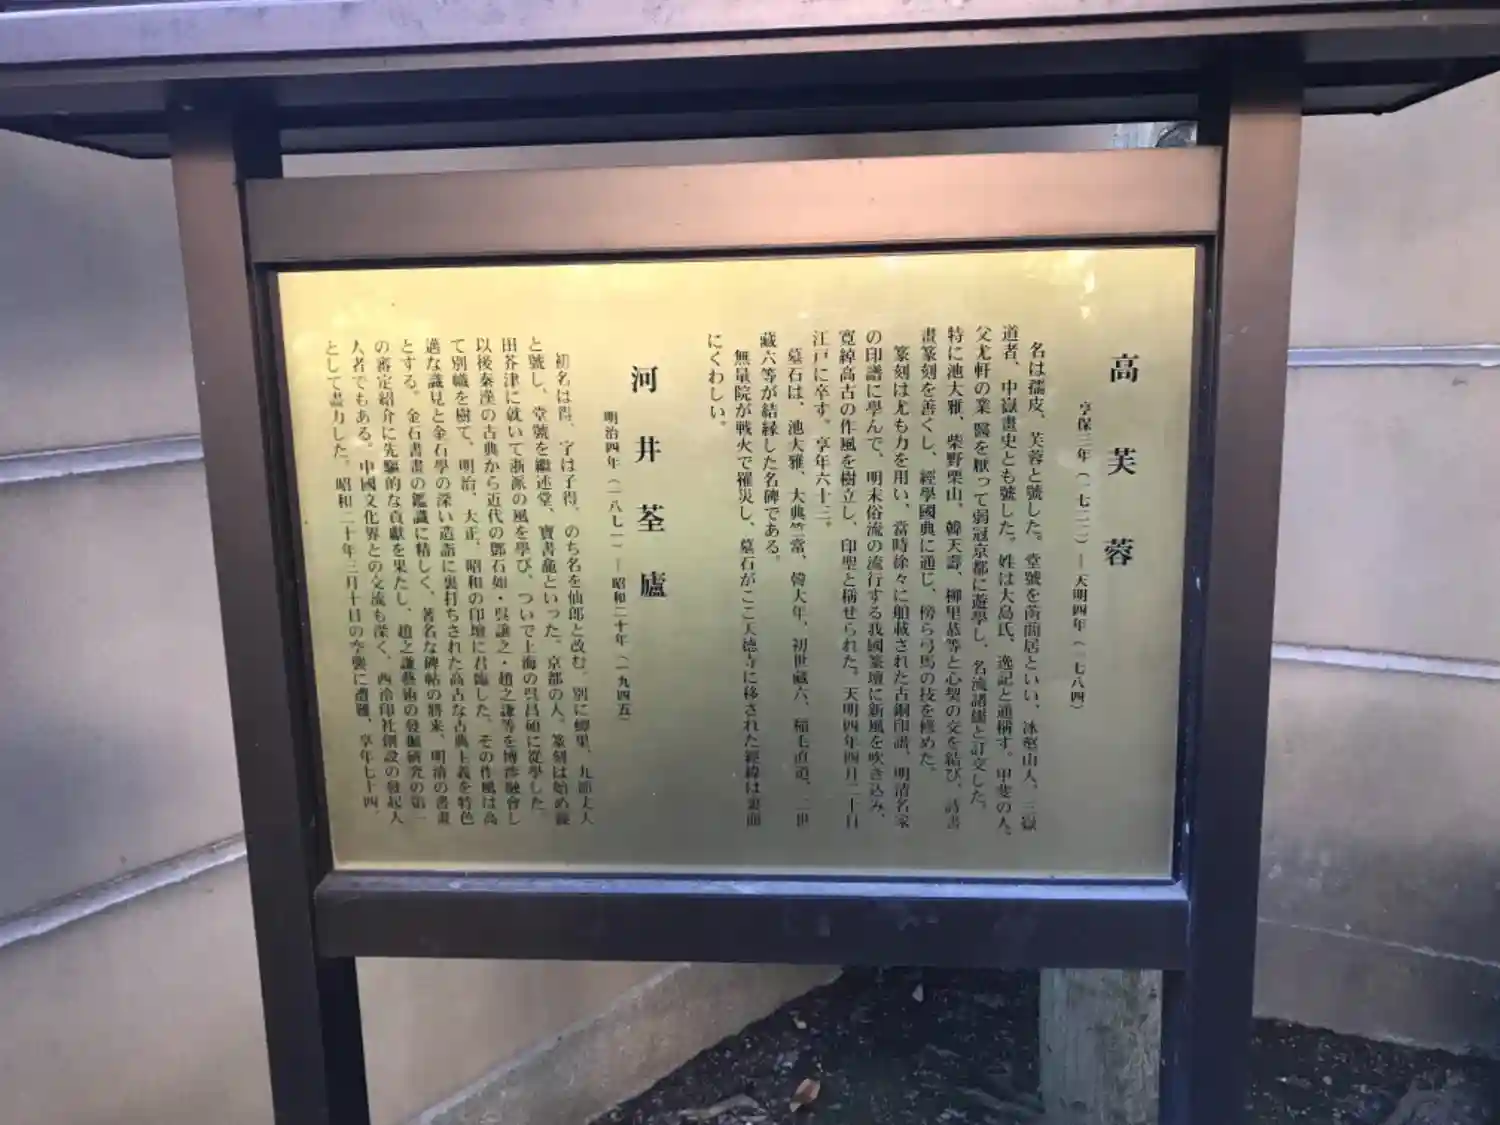 高芙蓉
享保三年(一七二二)—天明四年(一七八四)
名は孺皮、芙蓉と號した。堂號を菡萏居といい、冰壑山人、三嶽
道者、中嶽畫史とも號した。姓は大島氏、逸記と通稱す。甲斐の人。
父尤軒の業 醫を厭って弱冠京都に遊學し、名流諸儒と訂交した。
特に池大雅、柴野栗山、韓天壽、柳里恭等と心契の交を結び、詩書
畫篆刻を善くし、經學國典に通じ、傍ら弓馬の技を修めた。
篆刻は尤も力を用い、當時徐々に舶載された古銅印譜、明清名家
の印譜に學んで、明末俗流の流行する我國篆壇に新風を吹き込み、
寛綽高古の作風を樹立し、印聖と稱せられた。天明四年四月二十日
江戸に卒す。享年六十三。
墓石は、池大雅、大典竺常、韓大年、初世蔵六、稲毛直道、二世
蔵六等が結縁した名碑である。
無量院が戦火で罹災し、墓石がここ天徳寺に移された経緯は裏面
にくわしい。
河井荃廬
明治四年(一八七一)—昭和二十年(一九四五)
初名は得、字は子得、のち名を仙郎と改む。別に蟬里、九節丈人
と號し、堂號を繼述堂、寶書龕といった。京都の人。篆刻は始め篠
田芥津に就いて浙派の風を學び、ついで上海の呉昌碩に從學した。
以後秦漢の古典から近代の鄧石如・呉讓之・趙之謙等を博渉融會し
て別幟を樹て、明治、大正、昭和の印壇に君臨した。その作風は高
邁な識見と金石學の深い造詣に裏打ちされた高古な古典主義を特色
とする。金石書畫の鑑識に精しく、著名な碑帖の將来、明清の書畫
の審定紹介に先驅的な貢獻を果たし、趙之謙藝術の發掘研究の第一
人者でもある。中國文化界との交流も深く、西泠印社創設の發起人
として盡力した。昭和二十年三月十日の空襲に遭難、享年七十四。